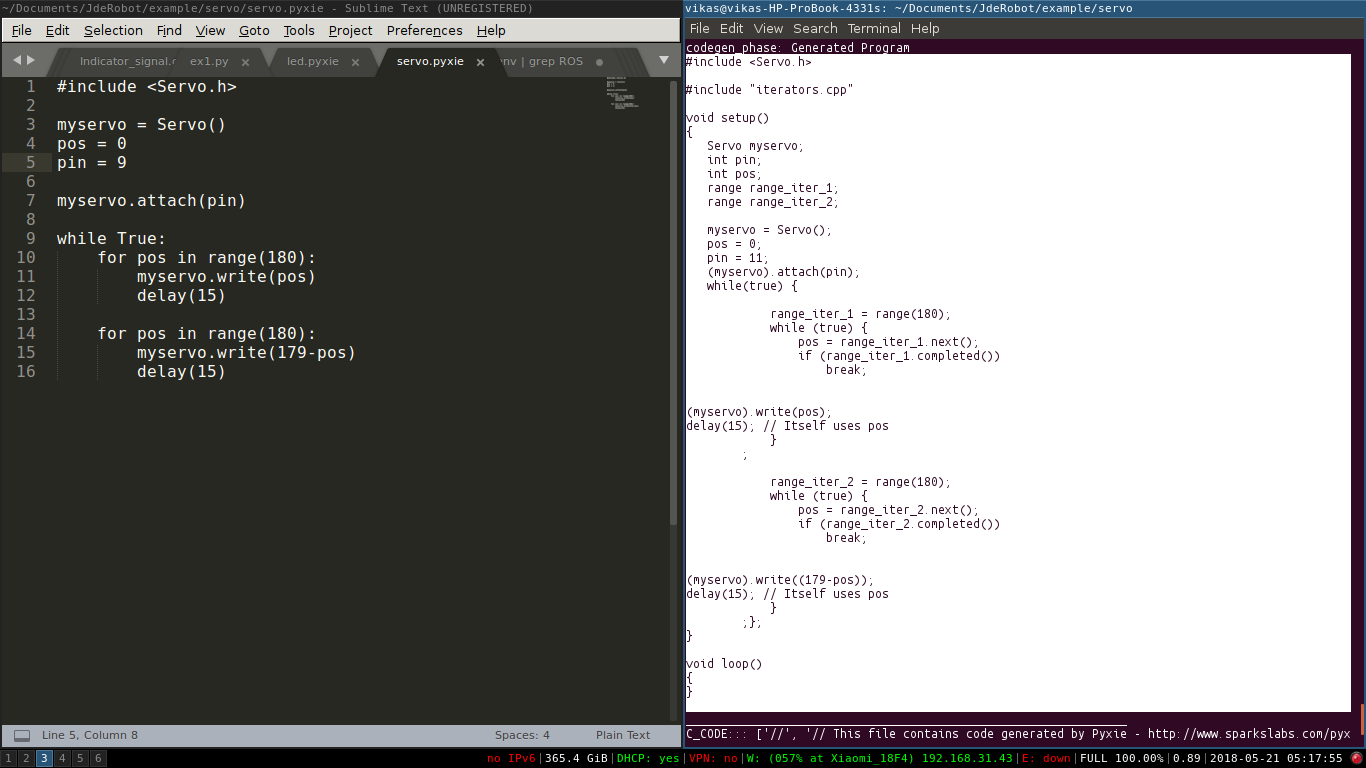 ~/Documents/JdeRobot/example/servo/servo.pyxie - Sublime Text (UNREGISTERED)
File Edit Selection Find View Goto Tools Project Preferences Help
Indicator_signal.c ex1.py × led.pyxie × servo.pyxie × nv | grep ROS
1 #include <Servo.h>
2
3 myservo = Servo()
4 pos = 0
5 pin = 9
6
7 myservo.attach(pin)
8
9 while True:
10 for pos in range(180):
11 myservo.write(pos)
12 delay(15)
13
14 for pos in range(180):
15 myservo.write(179-pos)
16 delay(15)
Line 5, Column 8 Spaces: 4 Plain Text
vikas@vikas-HP-ProBook-4331s: ~/Documents/JdeRobot/example/servo
File Edit View Search Terminal Help
codegen_phase: Generated Program
#include <Servo.h>
#include "iterators.cpp"
void setup()
{
Servo myservo;
int pin;
int pos;
range range_iter_1;
range range_iter_2;
myservo = Servo();
pos = 0;
pin = 11;
(myservo).attach(pin);
while(true) {
range_iter_1 = range(180);
while (true) {
pos = range_iter_1.next();
if (range_iter_1.completed())
break;
(myservo).write(pos);
delay(15); // Itself uses pos
}
;
range_iter_2 = range(180);
while (true) {
pos = range_iter_2.next();
if (range_iter_2.completed())
break;
(myservo).write((179-pos));
delay(15); // Itself uses pos
}
;};
}
void loop()
{
}
C_CODE::: ['//', '// This file contains code generated by Pyxie - http://www.sparkslabs.com/pyx
1 2 3 4 5 6 no IPv6|365.4 GiB|DHCP: yes|VPN: no|W: (057% at Xiaomi_18F4) 192.168.31.43|E: down|FULL 100.00%|0.89|2018-05-21 05:17:55